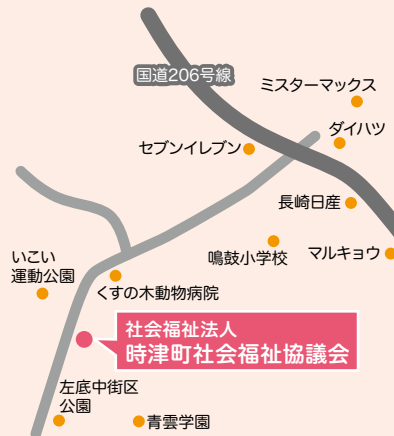 国道206号線
ミスターマックス
ダイハツ
セブンイレブン
長崎日産
鳴鼓小学校
マルキョウ
いこい
運動公園
くすの木動物病院
社会福祉法人
時津町社会福祉協議会
左底中街区
公園
青雲学園